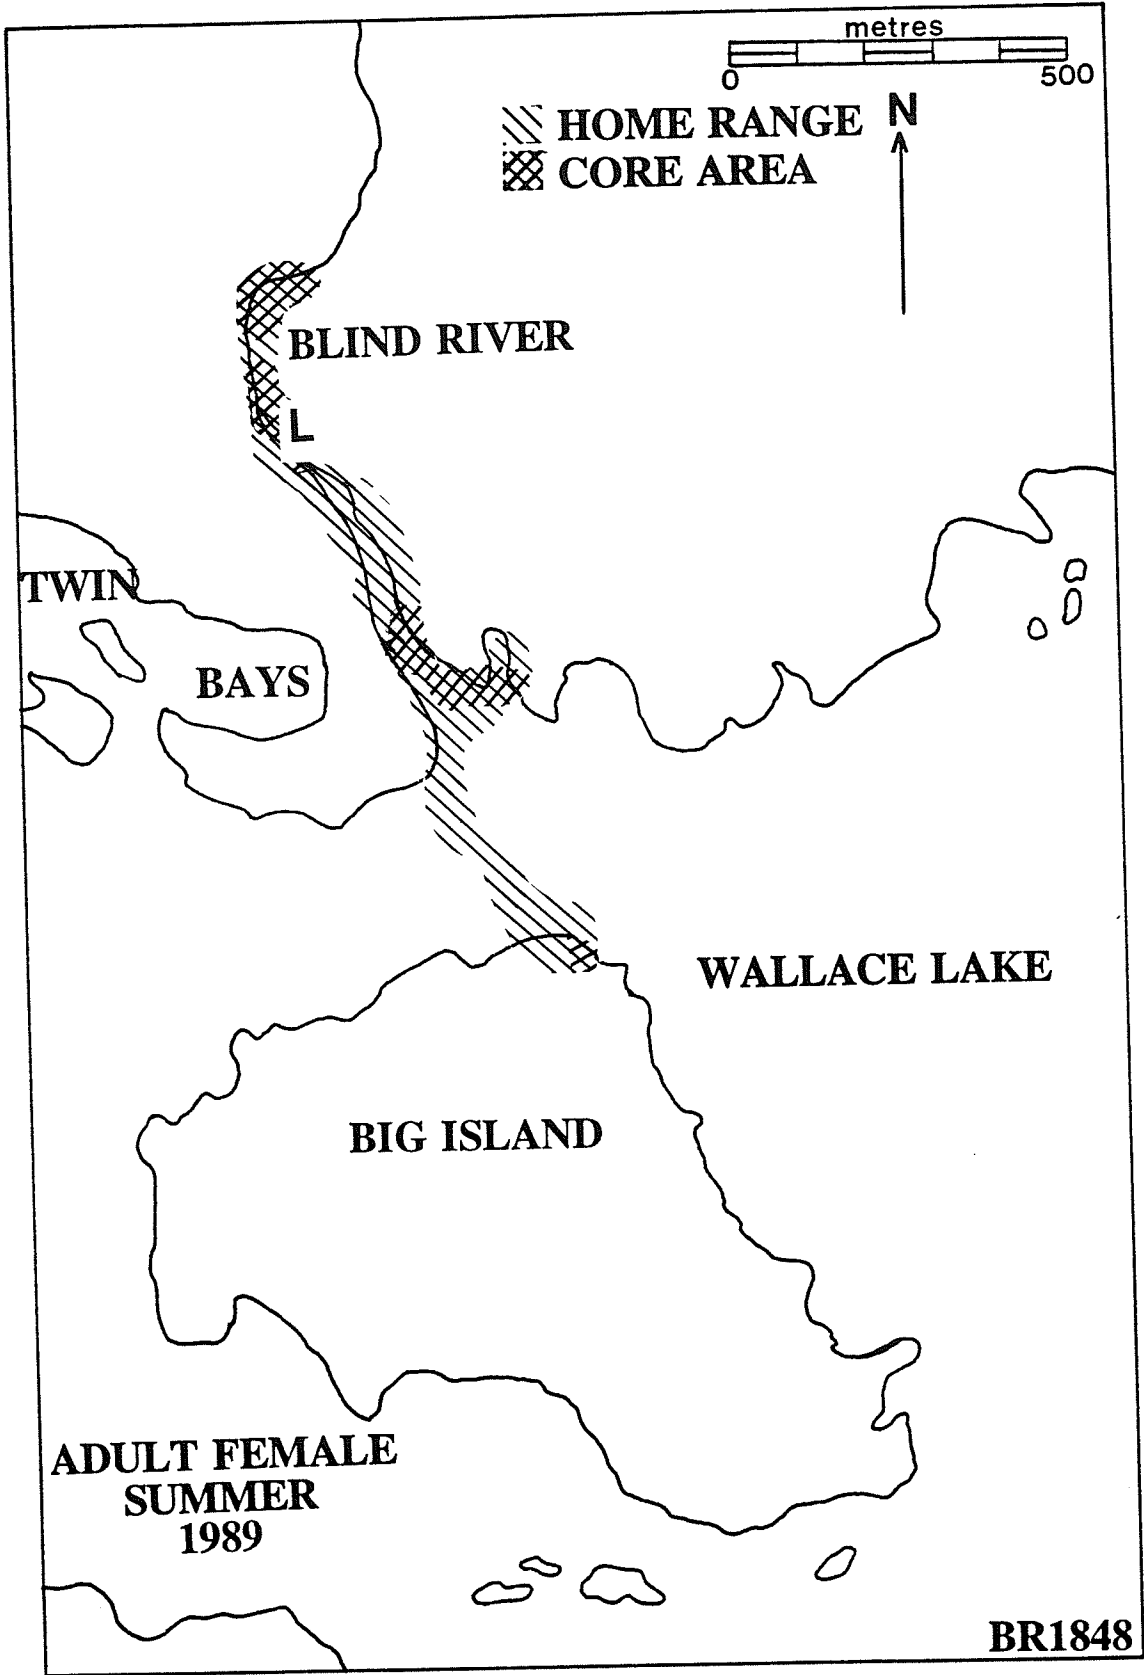 metres
0 500
HOME RANGE
N
CORE AREA
BLIND RIVER
L
TWIN
BAYS
WALLACE LAKE
BIG ISLAND
ADULT FEMALE
SUMMER
1989
BR1848